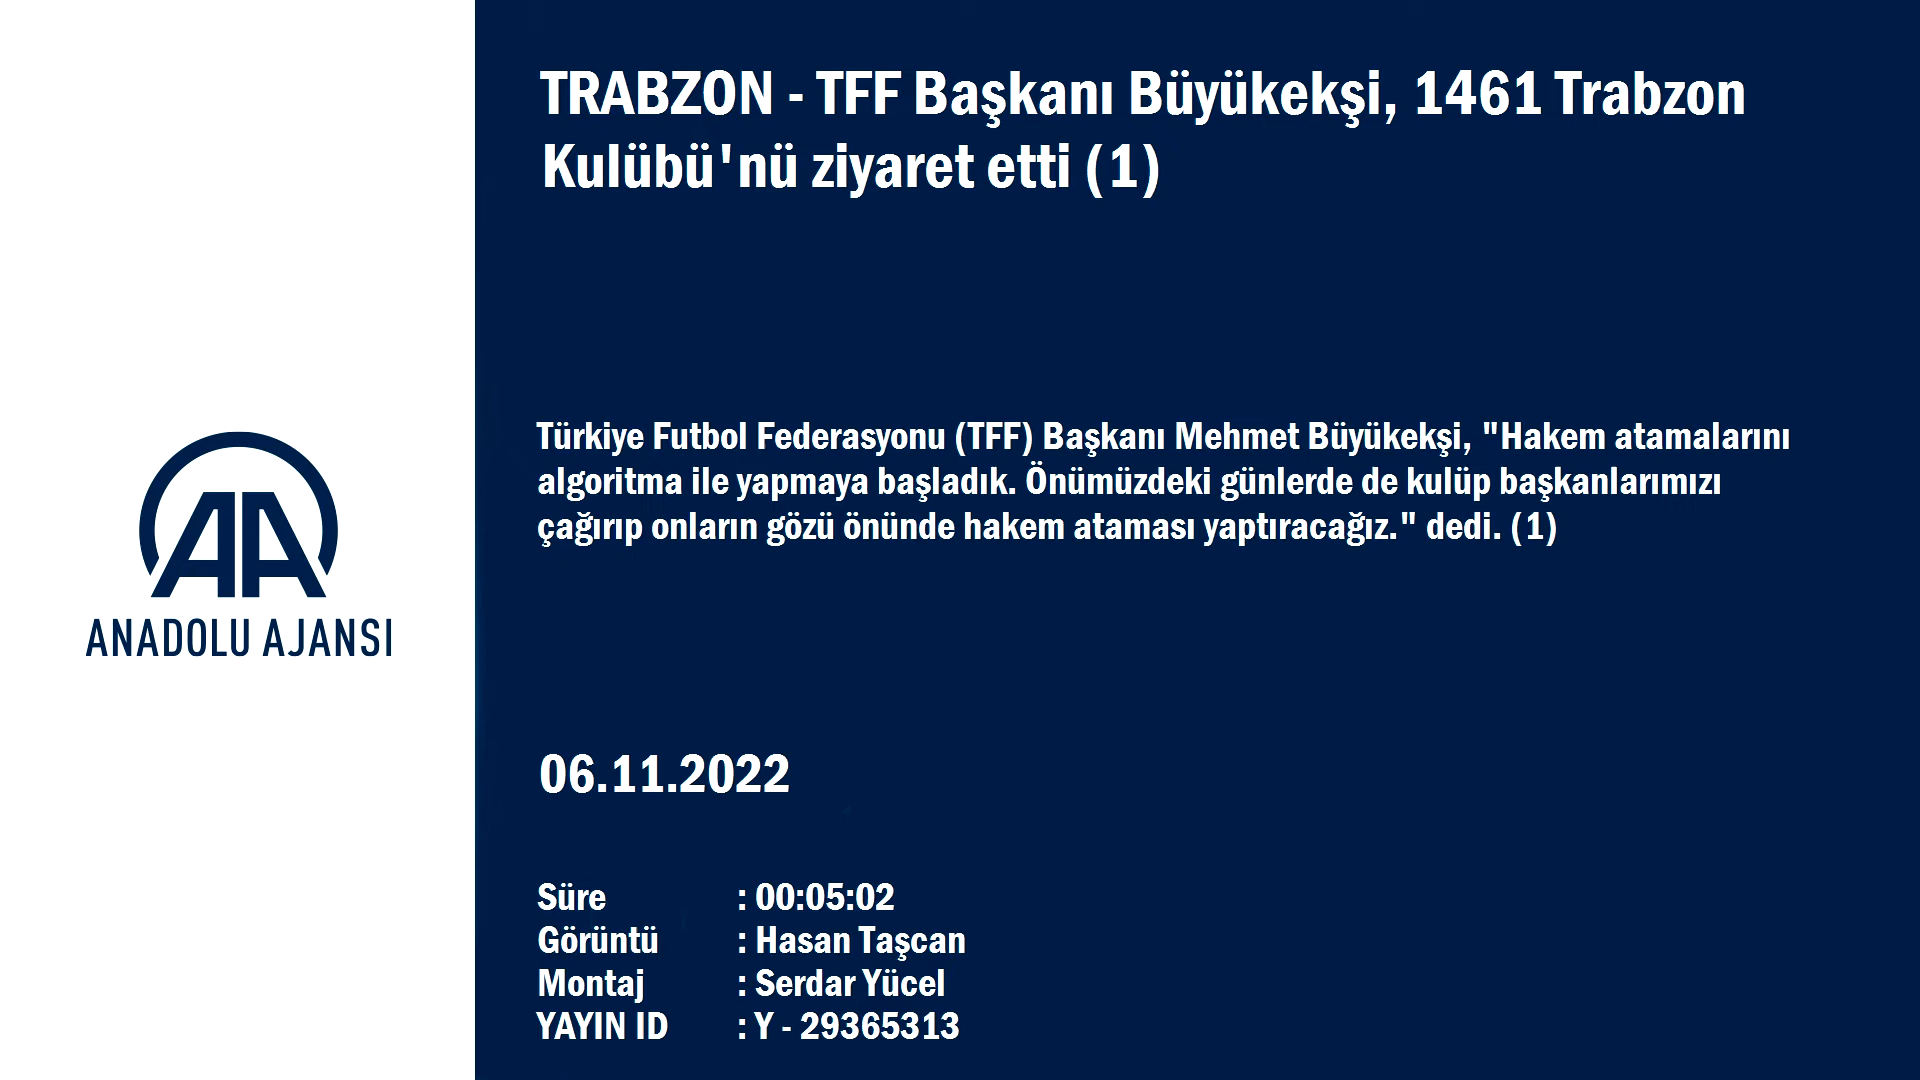 TRABZON - TFF Başkanı Büyükekşi, 1461 Trabzon
Kulübü'nü ziyaret etti (1)
Türkiye Futbol Federasyonu (TFF) Başkanı Mehmet Büyükekşi, "Hakem atamalarını
algoritma ile yapmaya başladık. Önümüzdeki günlerde de kulüp başkanlarımızı
çağırıp onların gözü önünde hakem ataması yaptıracağız." dedi. (1)
AA
ANADOLU AJANSI
06.11.2022
Süre : 00:05:02
Görüntü : Hasan Taşcan
Montaj : Serdar Yücel
YAYIN ID : Y - 29365313